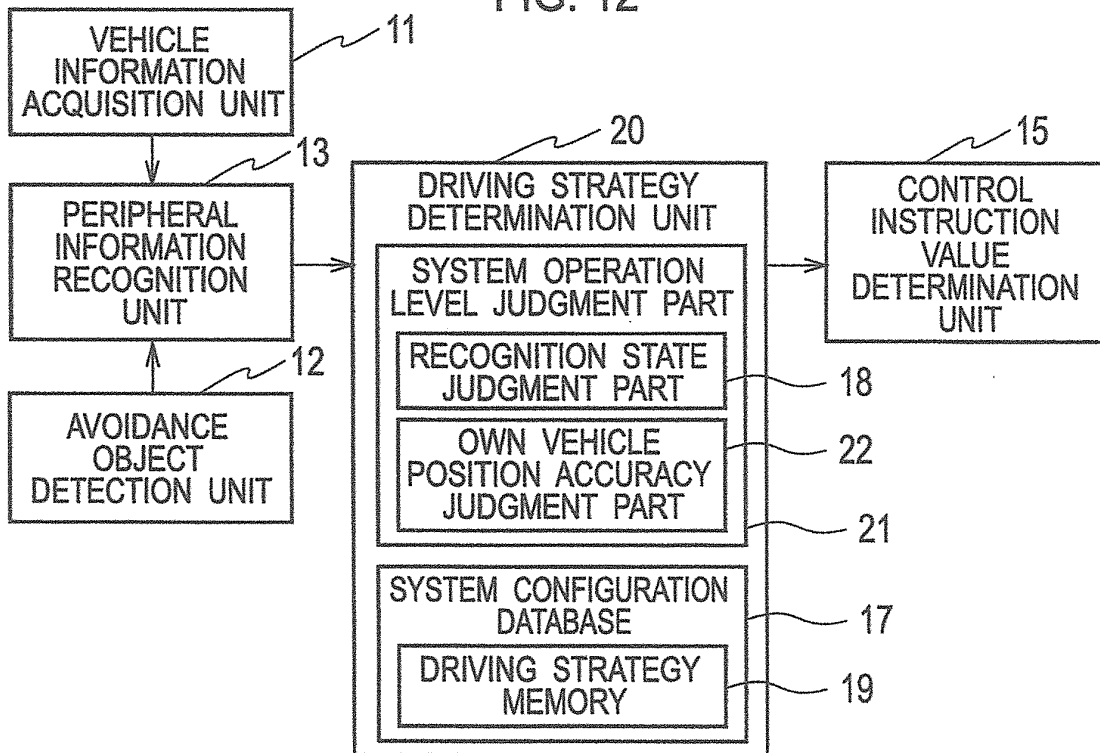 FIG. 12
VEHICLE
INFORMATION
ACQUISITION UNIT
11
13
PERIPHERAL
INFORMATION
RECOGNITION
UNIT
12
AVOIDANCE
OBJECT
DETECTION UNIT
20
DRIVING STRATEGY
DETERMINATION UNIT
SYSTEM OPERATION
LEVEL JUDGMENT PART
RECOGNITION STATE
JUDGMENT PART
18
OWN VEHICLE
POSITION ACCURACY
JUDGMENT PART
22
21
SYSTEM CONFIGURATION
DATABASE
17
DRIVING STRATEGY
MEMORY
19
15
CONTROL
INSTRUCTION
VALUE
DETERMINATION
UNIT